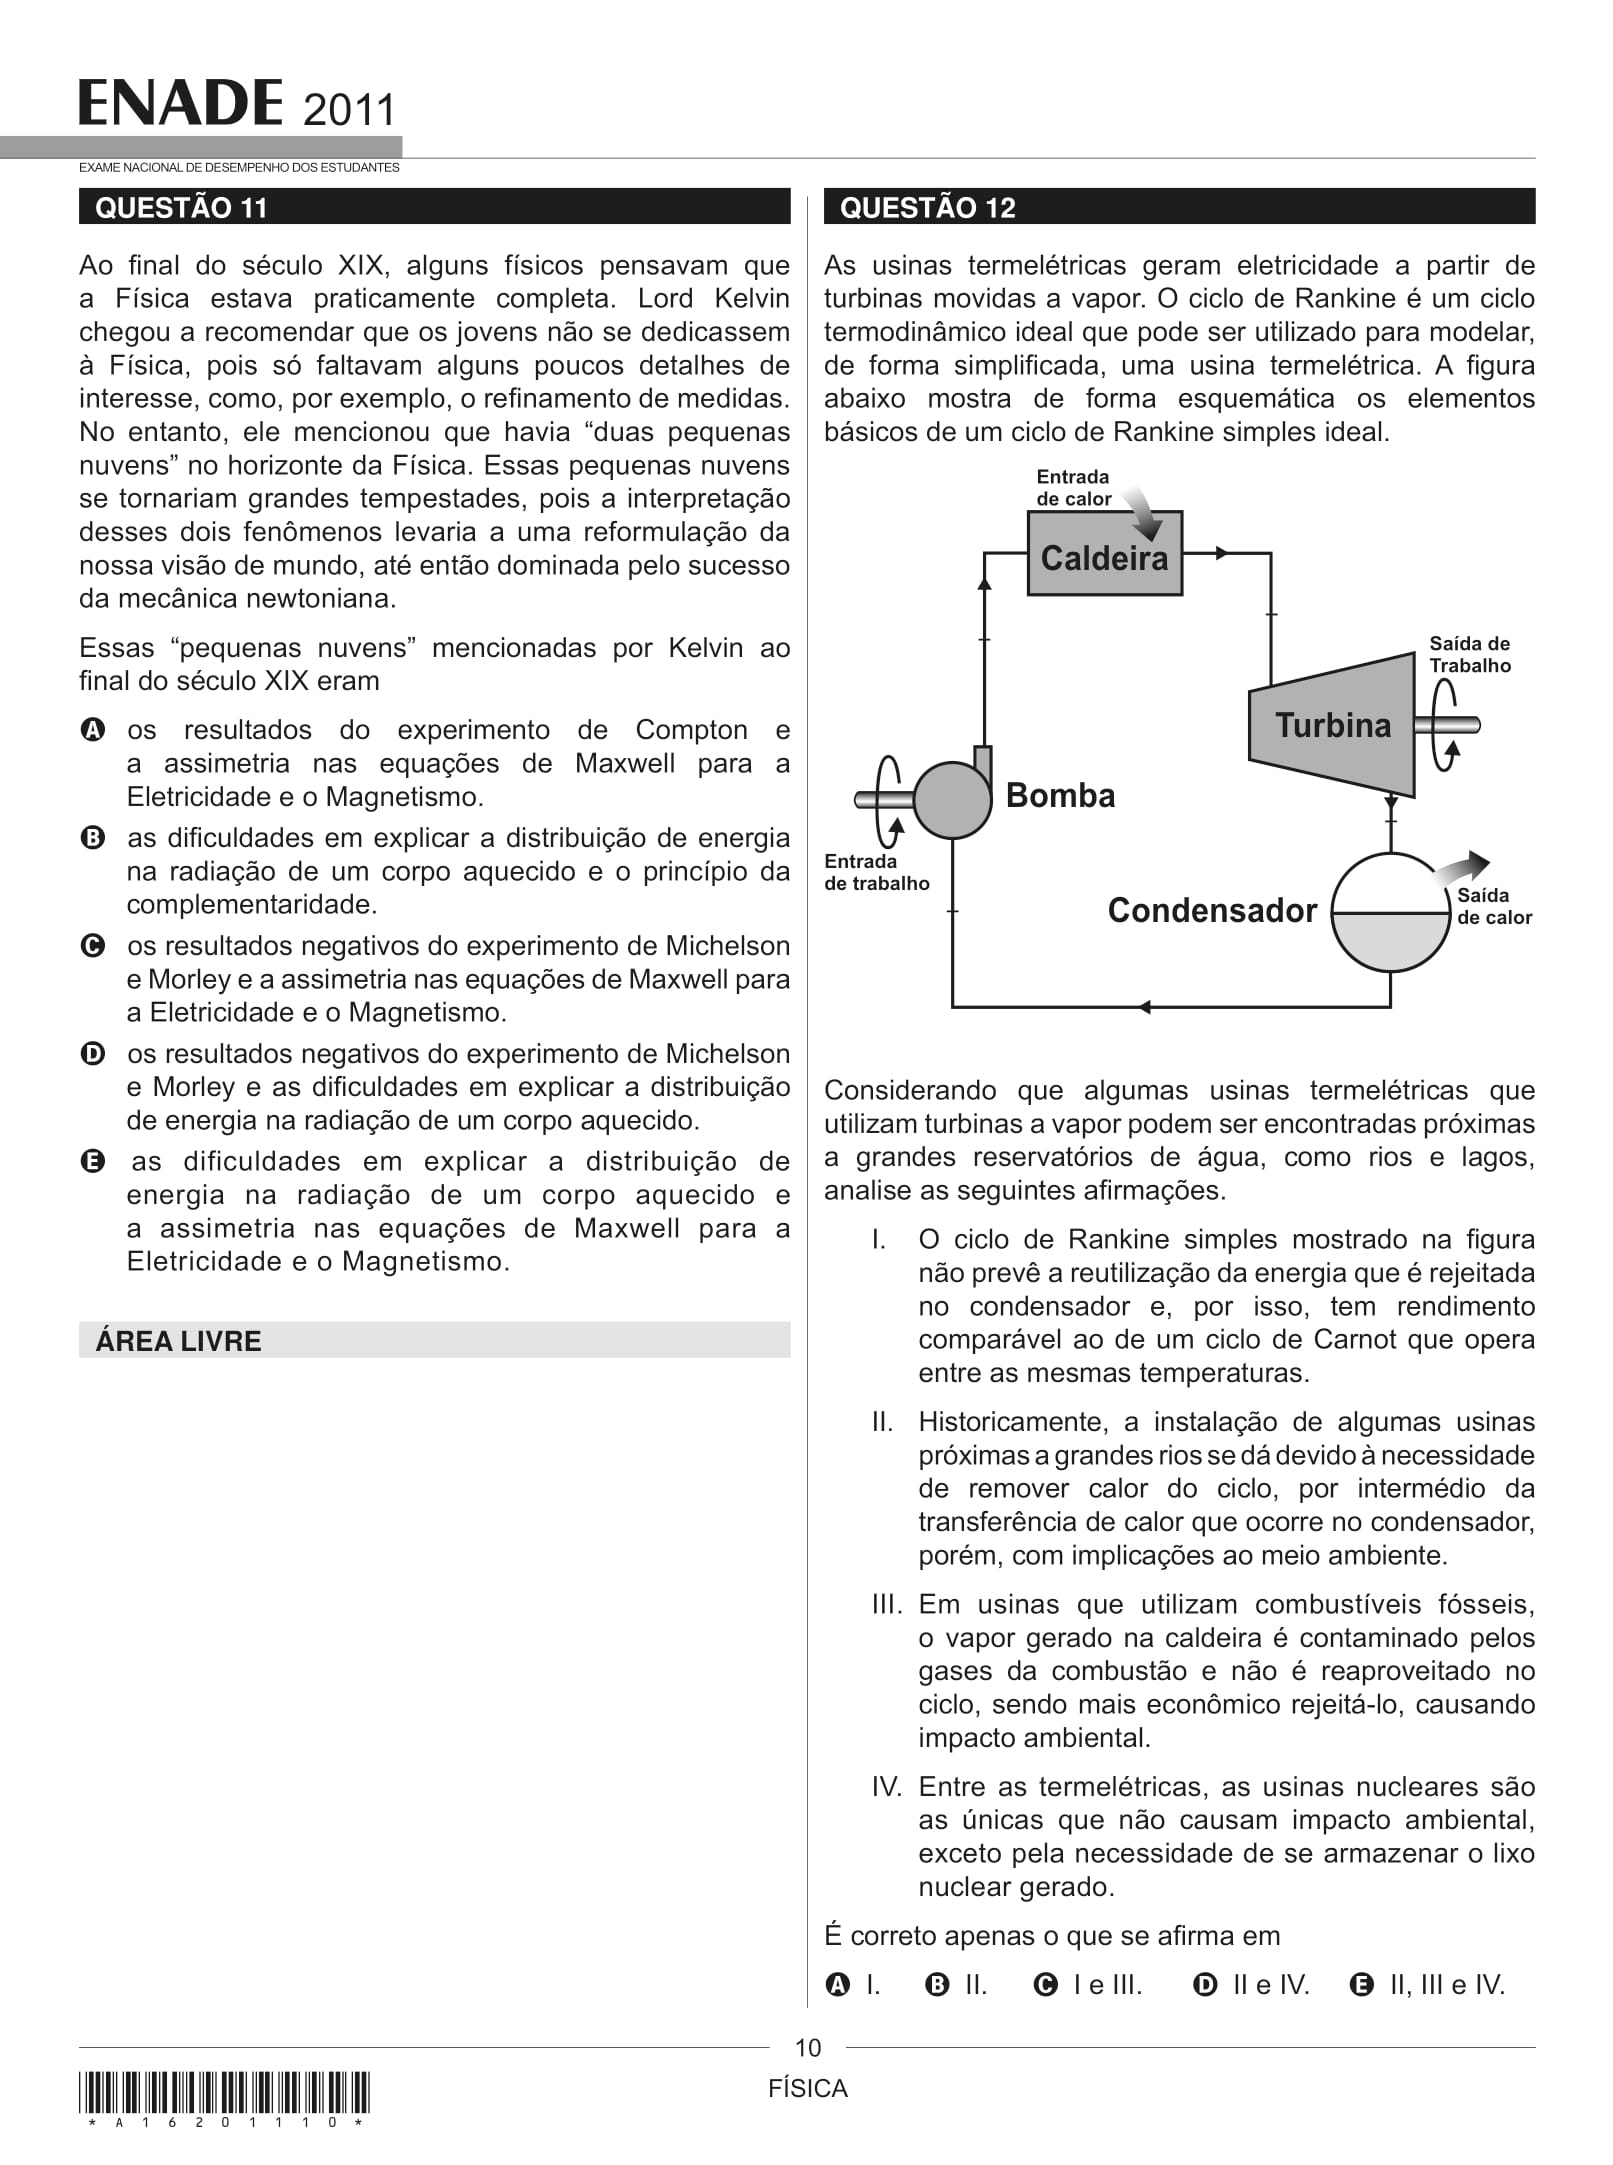 ENADE 2011
EXAME NACIONAL DE DESEMPENHO DOS ESTUDANTES
QUESTÃO 11
Ao final do século XIX, alguns físicos pensavam que
a Física estava praticamente completa. Lord Kelvin
chegou a recomendar que os jovens não se dedicassem
à Física, pois só faltavam alguns poucos detalhes de
interesse, como, por exemplo, o refinamento de medidas.
No entanto, ele mencionou que havia “duas pequenas
nuvens” no horizonte da Física. Essas pequenas nuvens
se tornariam grandes tempestades, pois a interpretação
desses dois fenômenos levaria a uma reformulação da
nossa visão de mundo, até então dominada pelo sucesso
da mecânica newtoniana.
Essas “pequenas nuvens” mencionadas por Kelvin ao
final do século XIX eram
A os resultados do experimento de Compton e
a assimetria nas equações de Maxwell para a
Eletricidade e o Magnetismo.
B as dificuldades em explicar a distribuição de energia
na radiação de um corpo aquecido e o princípio da
complementaridade.
C os resultados negativos do experimento de Michelson
e Morley e a assimetria nas equações de Maxwell para
a Eletricidade e o Magnetismo.
D os resultados negativos do experimento de Michelson
e Morley e as dificuldades em explicar a distribuição
de energia na radiação de um corpo aquecido.
E as dificuldades em explicar a distribuição de
energia na radiação de um corpo aquecido e
a assimetria nas equações de Maxwell para a
Eletricidade e o Magnetismo.
ÁREA LIVRE
QUESTÃO 12
As usinas termelétricas geram eletricidade a partir de
turbinas movidas a vapor. O ciclo de Rankine é um ciclo
termodinâmico ideal que pode ser utilizado para modelar,
de forma simplificada, uma usina termelétrica. A figura
abaixo mostra de forma esquemática os elementos
básicos de um ciclo de Rankine simples ideal.
Entrada
de calor
Caldeira
Saída de
Trabalho
Turbina
Bomba
Entrada
de trabalho
Condensador
Saída
de calor
Considerando que algumas usinas termelétricas que
utilizam turbinas a vapor podem ser encontradas próximas
a grandes reservatórios de água, como rios e lagos,
analise as seguintes afirmações.
I. O ciclo de Rankine simples mostrado na figura
não prevê a reutilização da energia que é rejeitada
no condensador e, por isso, tem rendimento
comparável ao de um ciclo de Carnot que opera
entre as mesmas temperaturas.
II. Historicamente, a instalação de algumas usinas
próximas a grandes rios se dá devido à necessidade
de remover calor do ciclo, por intermédio da
transferência de calor que ocorre no condensador,
porém, com implicações ao meio ambiente.
III. Em usinas que utilizam combustíveis fósseis,
o vapor gerado na caldeira é contaminado pelos
gases da combustão e não é reaproveitado no
ciclo, sendo mais econômico rejeitá-lo, causando
impacto ambiental.
IV. Entre as termelétricas, as usinas nucleares são
as únicas que não causam impacto ambiental,
exceto pela necessidade de se armazenar o lixo
nuclear gerado.
É correto apenas o que se afirma em
A I. B II. C I e III. D II e IV. E II, III e IV.
10
FÍSICA
* A 1 6 2 0 1 1 1 0 *